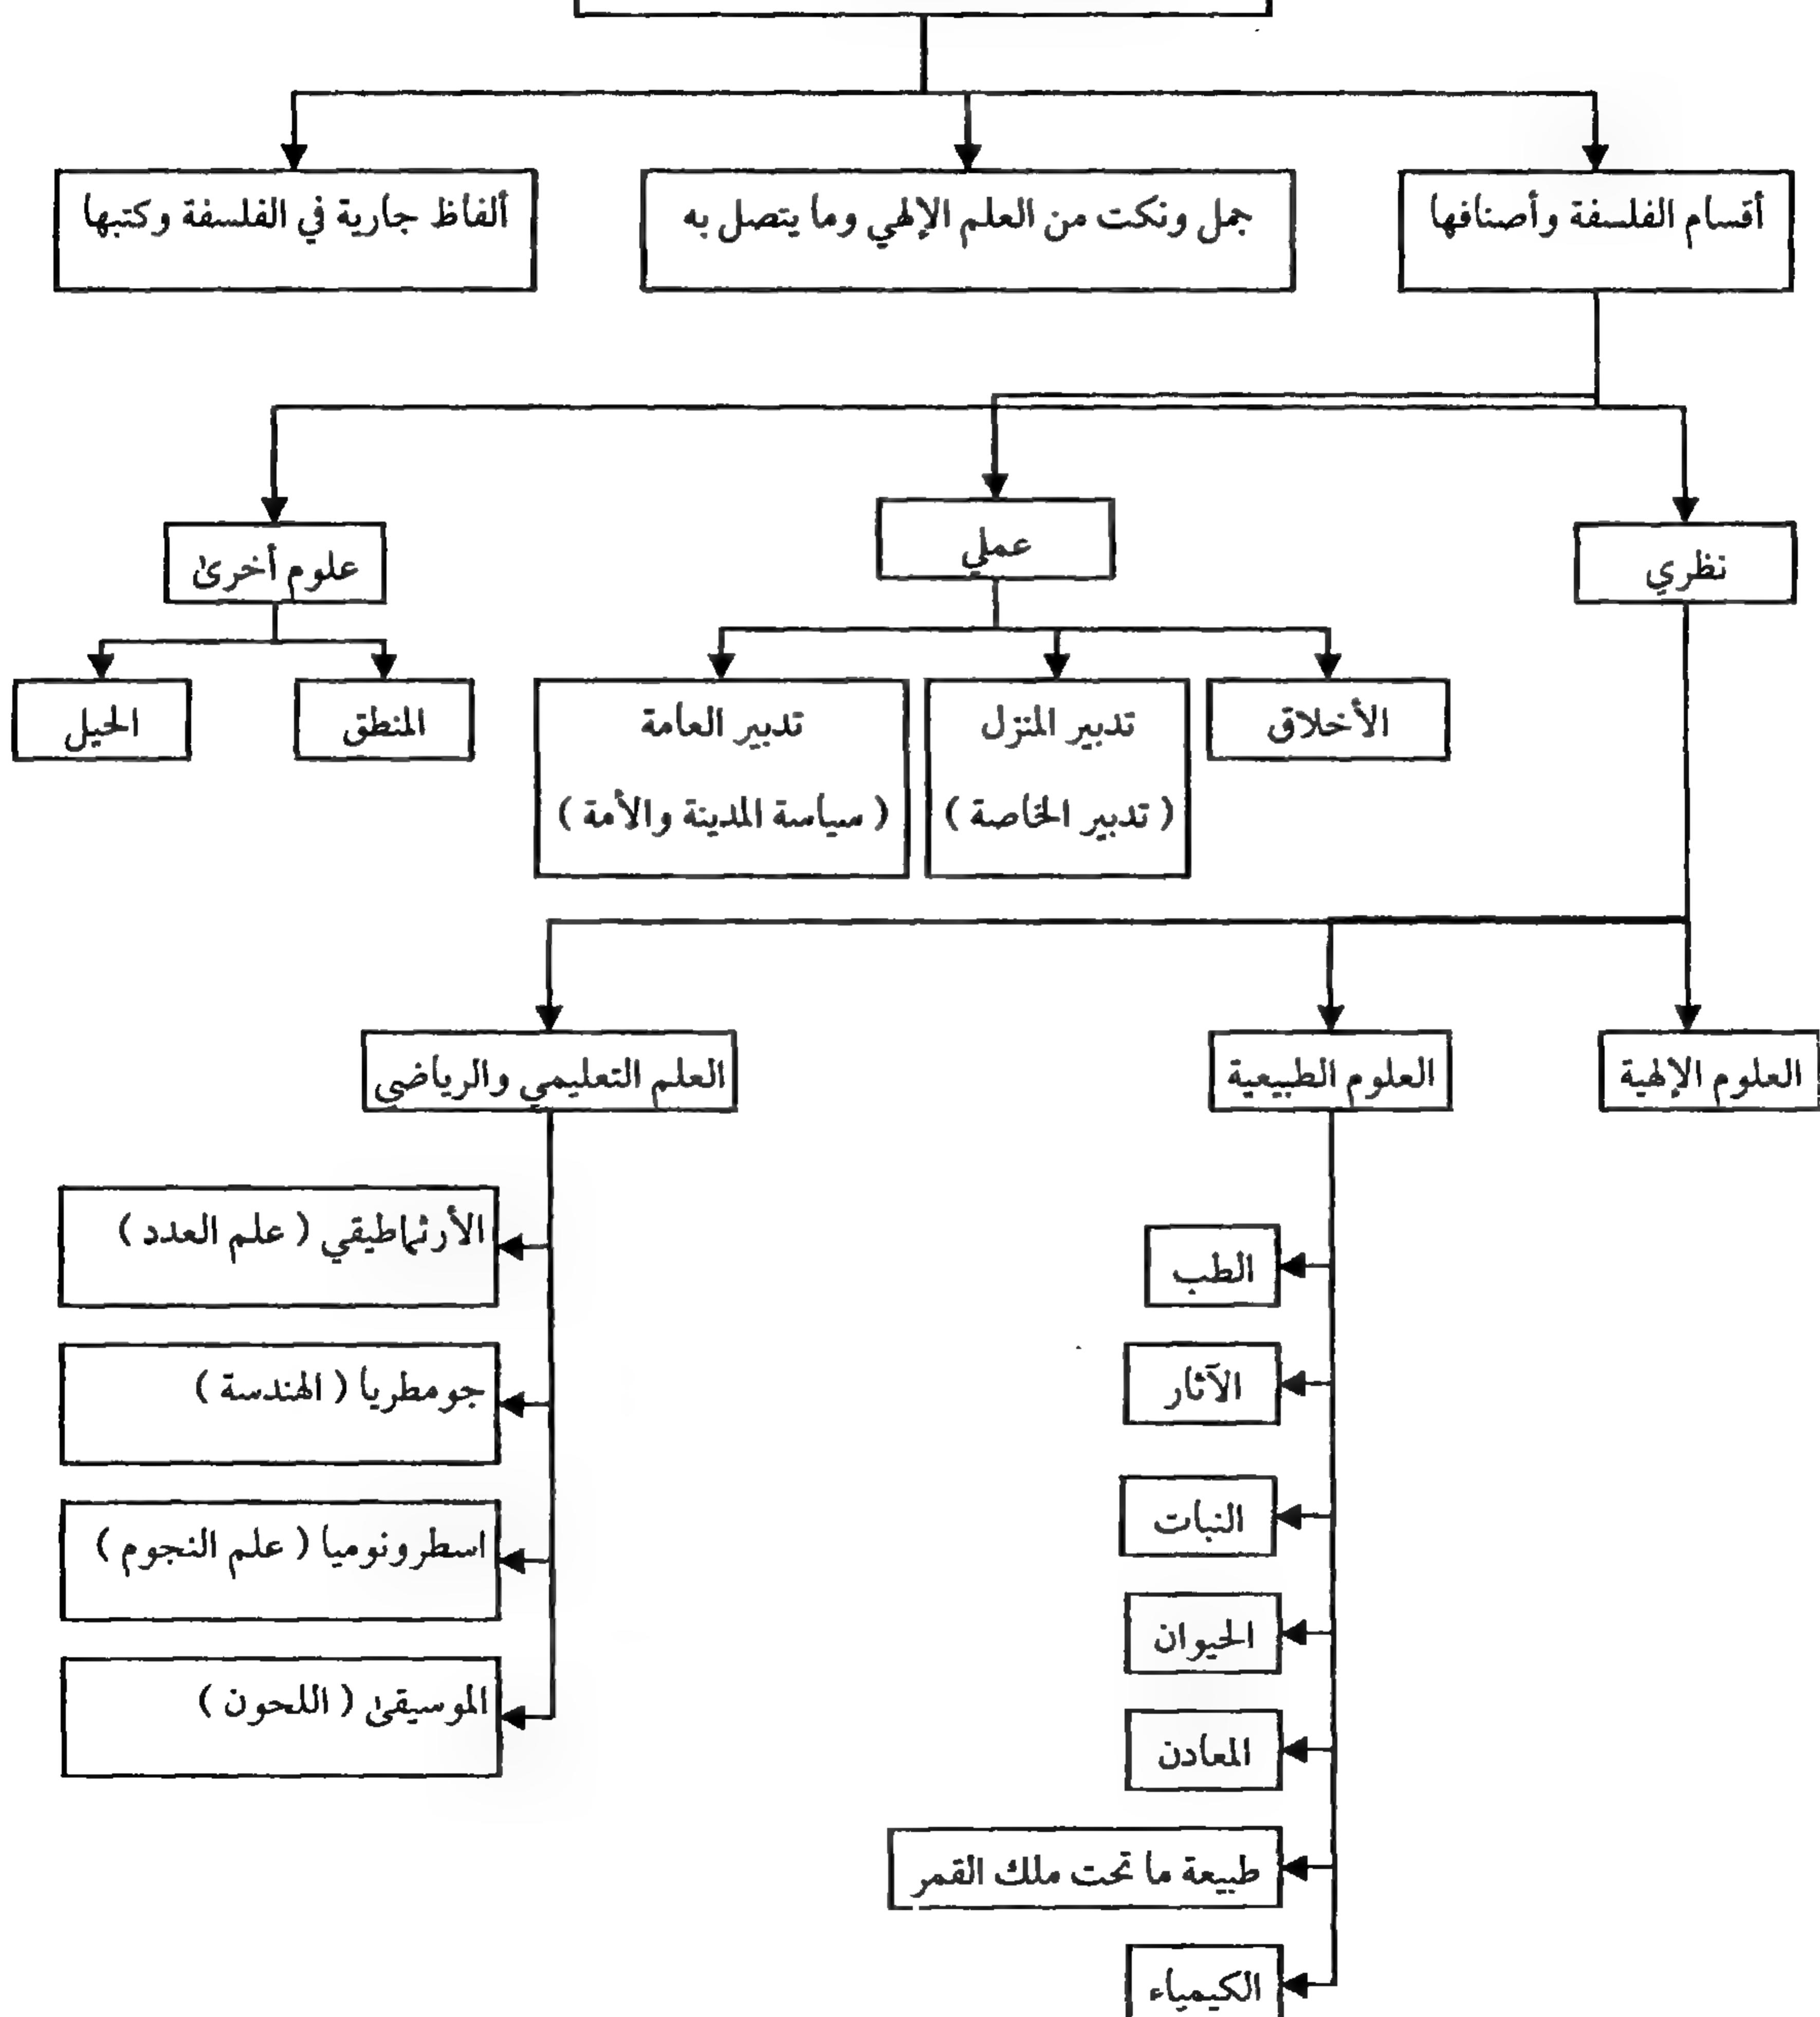 أقسام الفلسفة وأصنافها
جمل ونكت من العلم الإلهي وما يتصل به
ألفاظ جارية في الفلسفة وكتبها
نظري
عملي
علوم أخرىٰ
الأخلاق
تدبير المنزل
( تدبير الخاصة )
تدبير العامة
( سياسة المدينة والأمة )
المنطق
الحيل
العلوم الإلهية
العلوم الطبيعية
العلم التعليمي والرياضي
الطب
الآثار
النبات
الحيوان
المعادن
طبيعة ما تحت ملك القمر
الكيمياء
الأرثماطيقي ( علم العدد )
جومطريا ( الهندسة )
اسطرونوميا ( علم النجوم )
الموسيقىٰ ( اللحون )